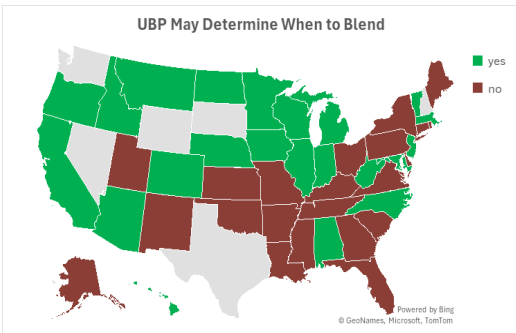 UBP May Determine When to Blend
yes
no
Powered by Bing
© GeoNames, Microsoft, TomTom